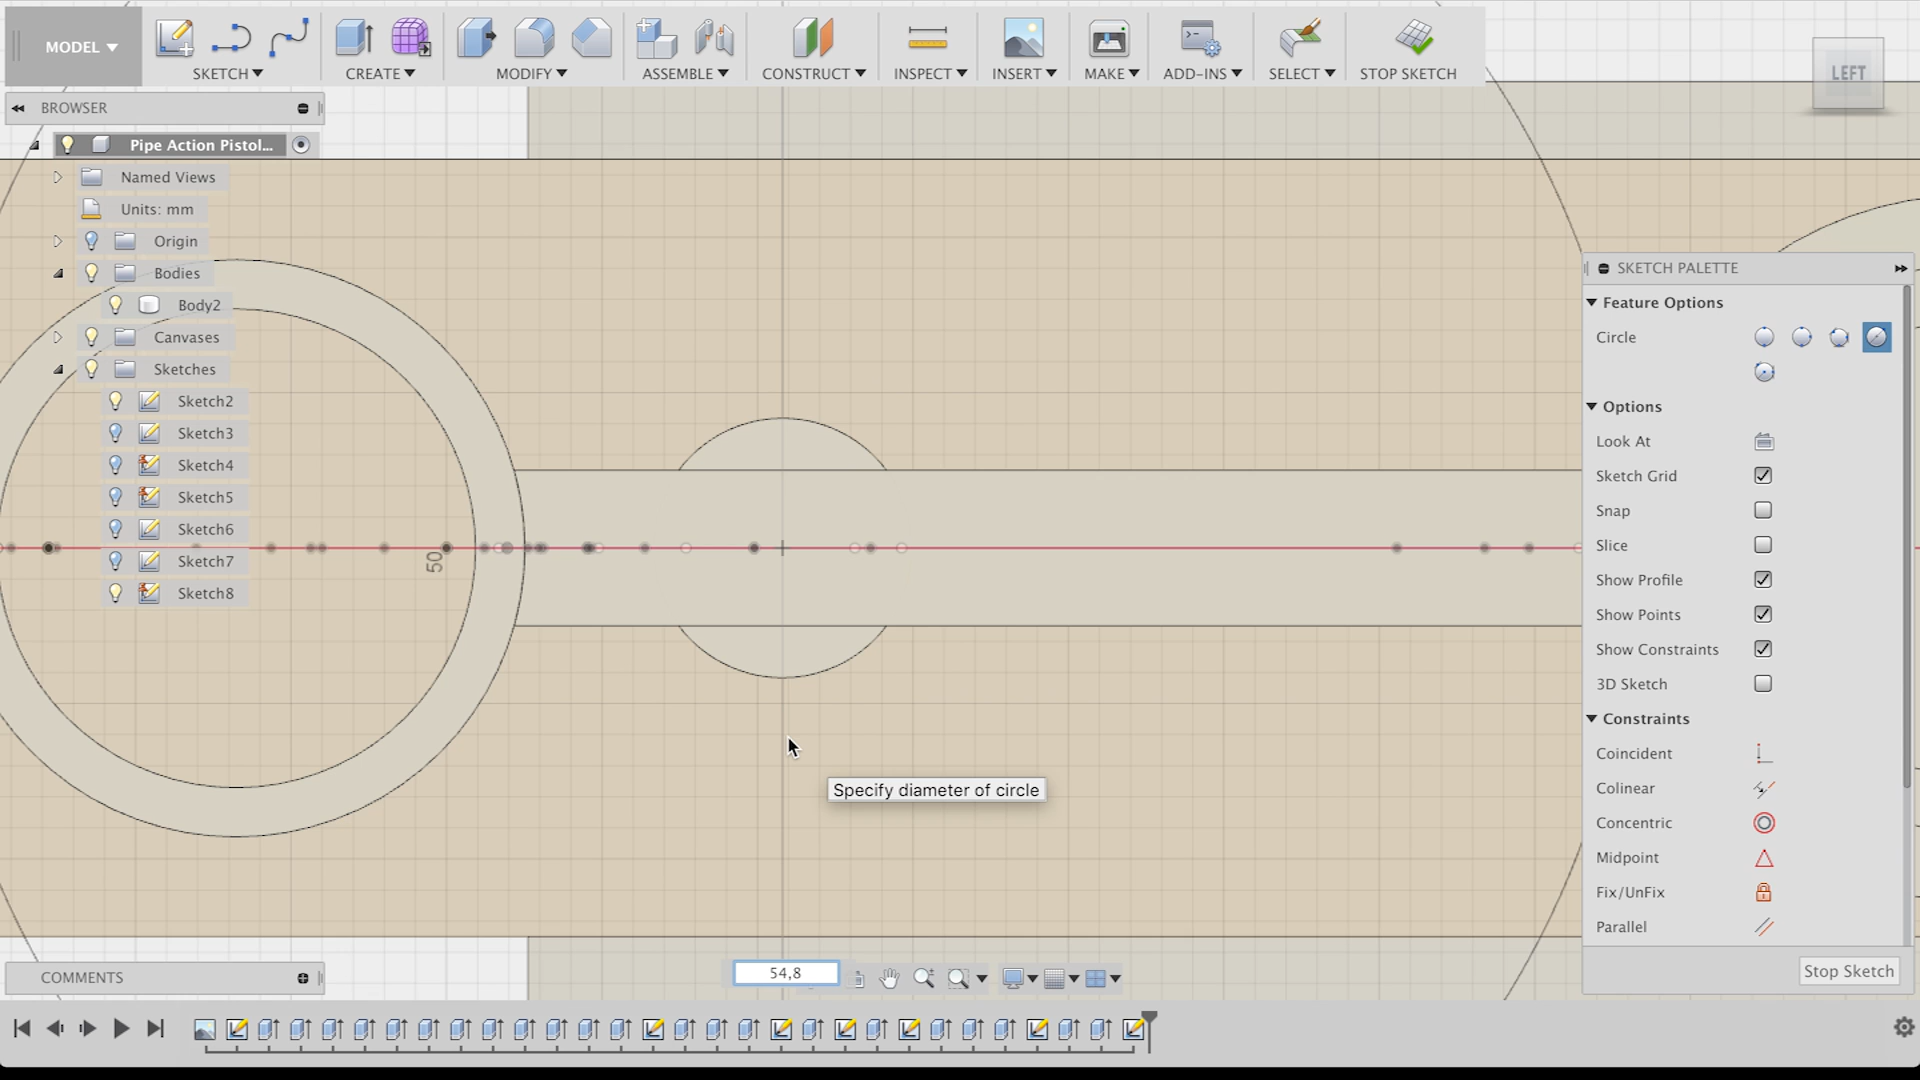 MODEL
SKETCH
CREATE
MODIFY
ASSEMBLE
CONSTRUCT
INSPECT
INSERT
MAKE
ADD-INS
SELECT
STOP SKETCH
LEFT
BROWSER
Pipe Action Pistol...
Named Views
Units: mm
Origin
Bodies
Body2
Canvases
Sketches
Sketch2
Sketch3
Sketch4
Sketch5
Sketch6
Sketch7
Sketch8
50
Specify diameter of circle
54,8
SKETCH PALETTE
Feature Options
Circle
Options
Look At
Sketch Grid
Snap
Slice
Show Profile
Show Points
Show Constraints
3D Sketch
Constraints
Coincident
Colinear
Concentric
Midpoint
Fix/UnFix
Parallel
Stop Sketch
COMMENTS